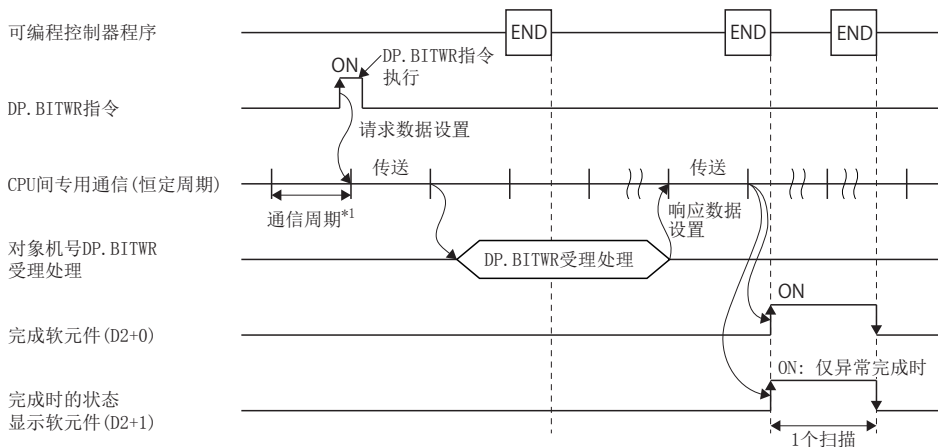 可编程控制器程序
END
END
END
ON
DP.BITWR指令
执行
DP.BITWR指令
请求数据设置
传送
传送
CPU间专用通信(恒定周期)
通信周期*1
响应数据
设置
对象机号DP.BITWR
受理处理
DP.BITWR受理处理
ON
完成软元件(D2+0)
ON: 仅异常完成时
完成时的状态
显示软元件(D2+1)
1个扫描